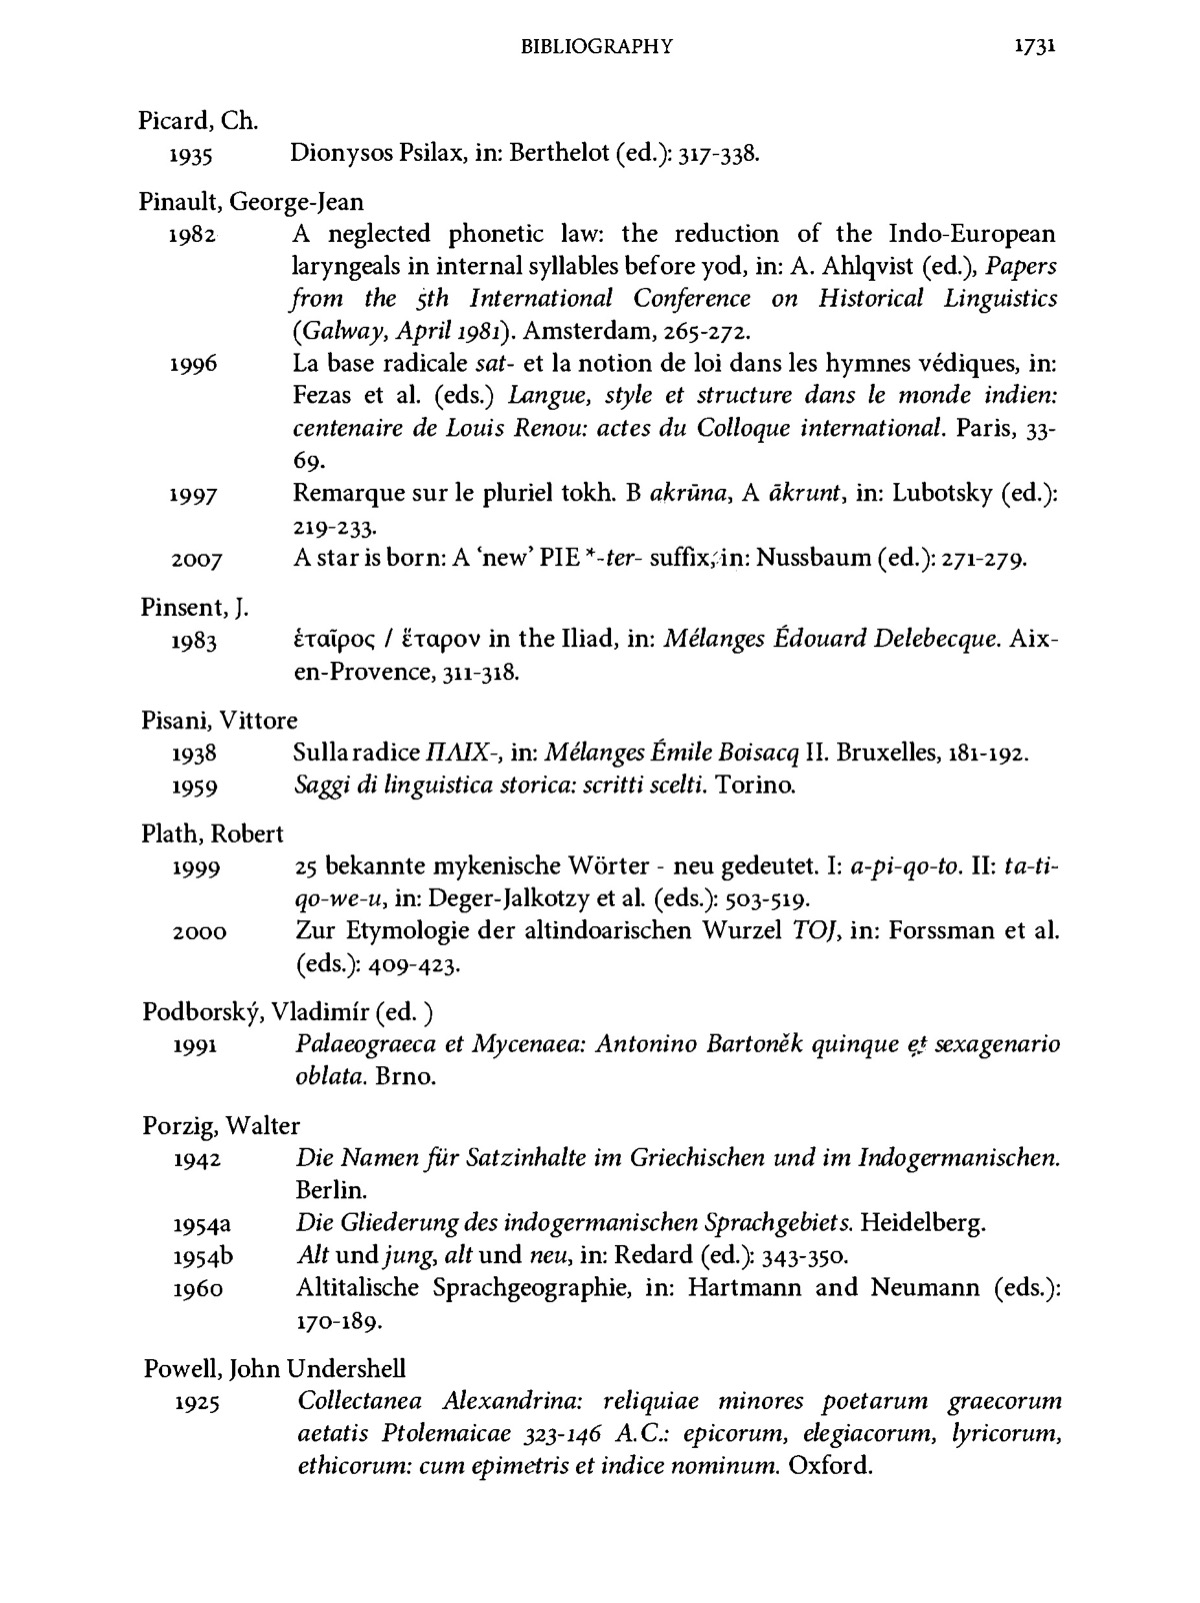 BIBLIOGRAPHY 1731
Picard, Ch.
1935 Dionysos Psilax, in: Berthelot (ed.): 317-338.
Pinault, George-Jean
1982 A neglected phonetic law: the reduction of the Indo-European
laryngeals in internal syllables before yod, in: A. Ahlqvist (ed.), Papers
from the 5th International Conference on Historical Linguistics
(Galway, April 1981). Amsterdam, 265-272.
1996 La base radicale sat- et la notion de loi dans les hymnes védiques, in:
Fezas et al. (eds.) Langue, style et structure dans le monde indien:
centenaire de Louis Renou: actes du Colloque international. Paris, 33-
69.
1997 Remarque sur le pluriel tokh. B akrūna, A ākrunt, in: Lubotsky (ed.):
219-233.
2007 A star is born: A ‘new’ PIE *-ter- suffix, in: Nussbaum (ed.): 271-279.
Pinsent, J.
1983 ἑταῖρος / ἕταρον in the Iliad, in: Mélanges Édouard Delebecque. Aix-
en-Provence, 311-318.
Pisani, Vittore
1938 Sulla radice ΠΛΙΧ-, in: Mélanges Émile Boisacq II. Bruxelles, 181-192.
1959 Saggi di linguistica storica: scritti scelti. Torino.
Plath, Robert
1999 25 bekannte mykenische Wörter - neu gedeutet. I: a-pi-qo-to. II: ta-ti-
qo-we-u, in: Deger-Jalkotzy et al. (eds.): 503-519.
2000 Zur Etymologie der altindoarischen Wurzel TOJ, in: Forssman et al.
(eds.): 409-423.
Podborský, Vladimír (ed. )
1991 Palaeograeca et Mycenaea: Antonino Bartoněk quinque et sexagenario
oblata. Brno.
Porzig, Walter
1942 Die Namen für Satzinhalte im Griechischen und im Indogermanischen.
Berlin.
1954a Die Gliederung des indogermanischen Sprachgebiets. Heidelberg.
1954b Alt und jung, alt und neu, in: Redard (ed.): 343-350.
1960 Altitalische Sprachgeographie, in: Hartmann and Neumann (eds.):
170-189.
Powell, John Undershell
1925 Collectanea Alexandrina: reliquiae minores poetarum graecorum
aetatis Ptolemaicae 323-146 A.C.: epicorum, elegiacorum, lyricorum,
ethicorum: cum epimetris et indice nominum. Oxford.